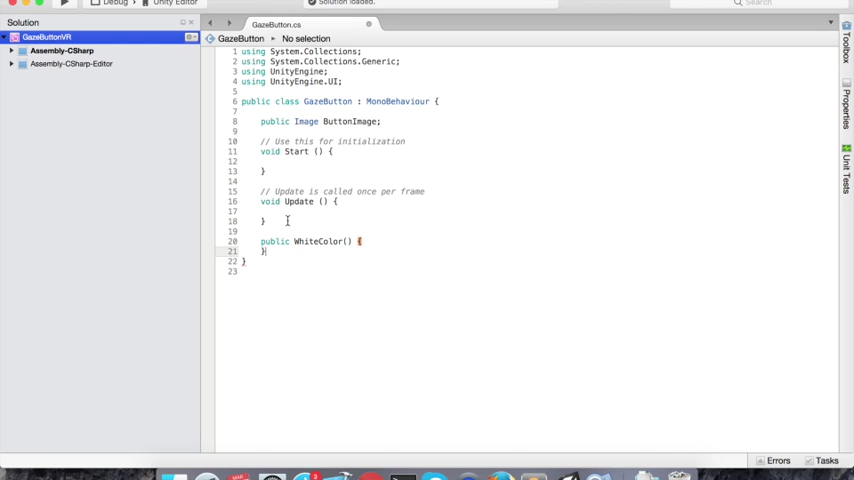 Debug
Unity Editor
Solution loaded.
Search
Solution
GazeButton.cs
GazeButtonVR
GazeButton
No selection
Assembly-CSharp
Assembly-CSharp-Editor
1 using System.Collections;
2 using System.Collections.Generic;
3 using UnityEngine;
4 using UnityEngine.UI;
5
6 public class GazeButton : MonoBehaviour {
7
8 public Image ButtonImage;
9
10 // Use this for initialization
11 void Start () {
12
13 }
14
15 // Update is called once per frame
16 void Update () {
17
18 }
19
20 public WhiteColor() {
21 }
22 }
23
Toolbox
Properties
Unit Tests
Errors
Tasks
3